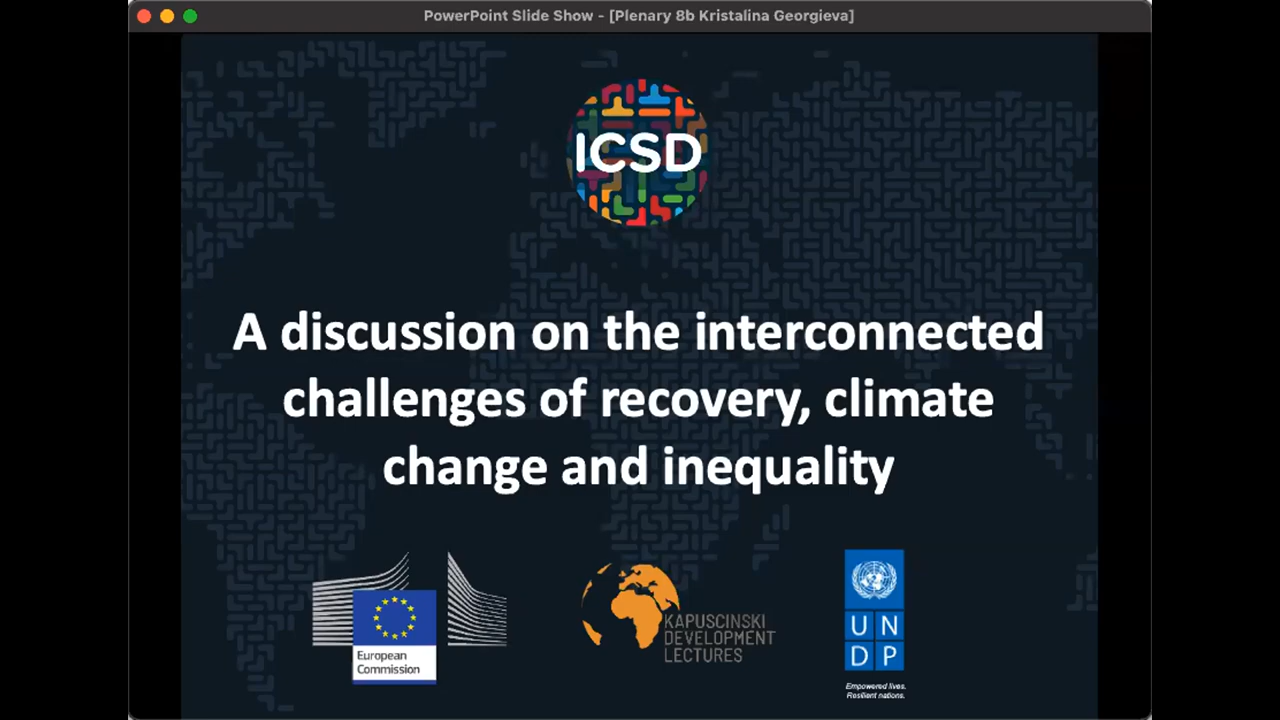 PowerPoint Slide Show - [Plenary 8b Kristalina Georgieva]
ICSD
A discussion on the interconnected
challenges of recovery, climate
change and inequality
European
Commission
KAPUSCINSKI
DEVELOPMENT
LECTURES
U N
D P
Empowered lives.
Resilient nations.